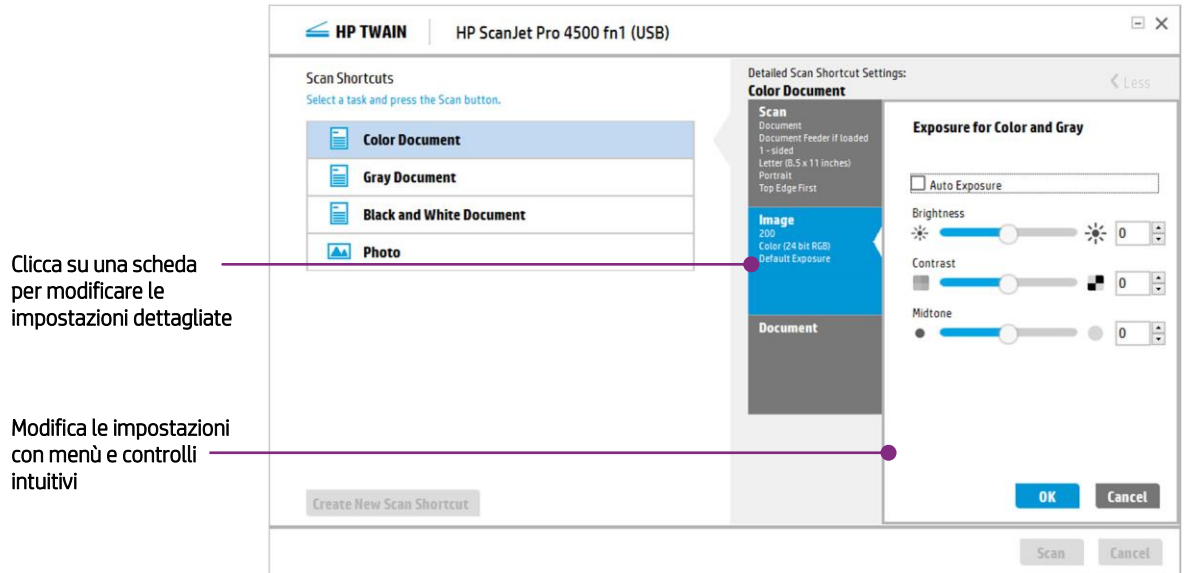 HP TWAIN
HP ScanJet Pro 4500 fn1 (USB)
Scan Shortcuts
Select a task and press the Scan button.
Color Document
Gray Document
Black and White Document
Photo
Create New Scan Shortcut
Clicca su una scheda
per modificare le
impostazioni dettagliate
Modifica le impostazioni
con menù e controlli
intuitivi
Detailed Scan Shortcut Settings:
Color Document
Less
Scan
Document
Document Feeder if loaded
1 - sided
Letter (8.5 x 11 inches)
Portrait
Top Edge First
Image
200
Color (24 bit RGB)
Default Exposure
Document
Exposure for Color and Gray
Auto Exposure
Brightness
0
Contrast
0
Midtone
0
OK Cancel
Scan Cancel